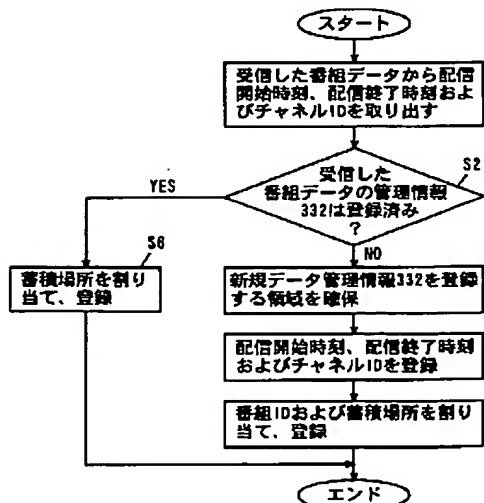 スタート
受信した番組データから配信
開始時刻、配信終了時刻およ
びチャネルIDを取り出す
S2
受信した
番組データの管理情報
332は登録済み
?
YES
NO
S6
蓄積場所を割り
当て、登録
新規データ管理情報332を登録
する領域を確保
配信開始時刻、配信終了時刻
およびチャネルIDを登録
番組IDおよび蓄積場所を割り
当て、登録
エンド